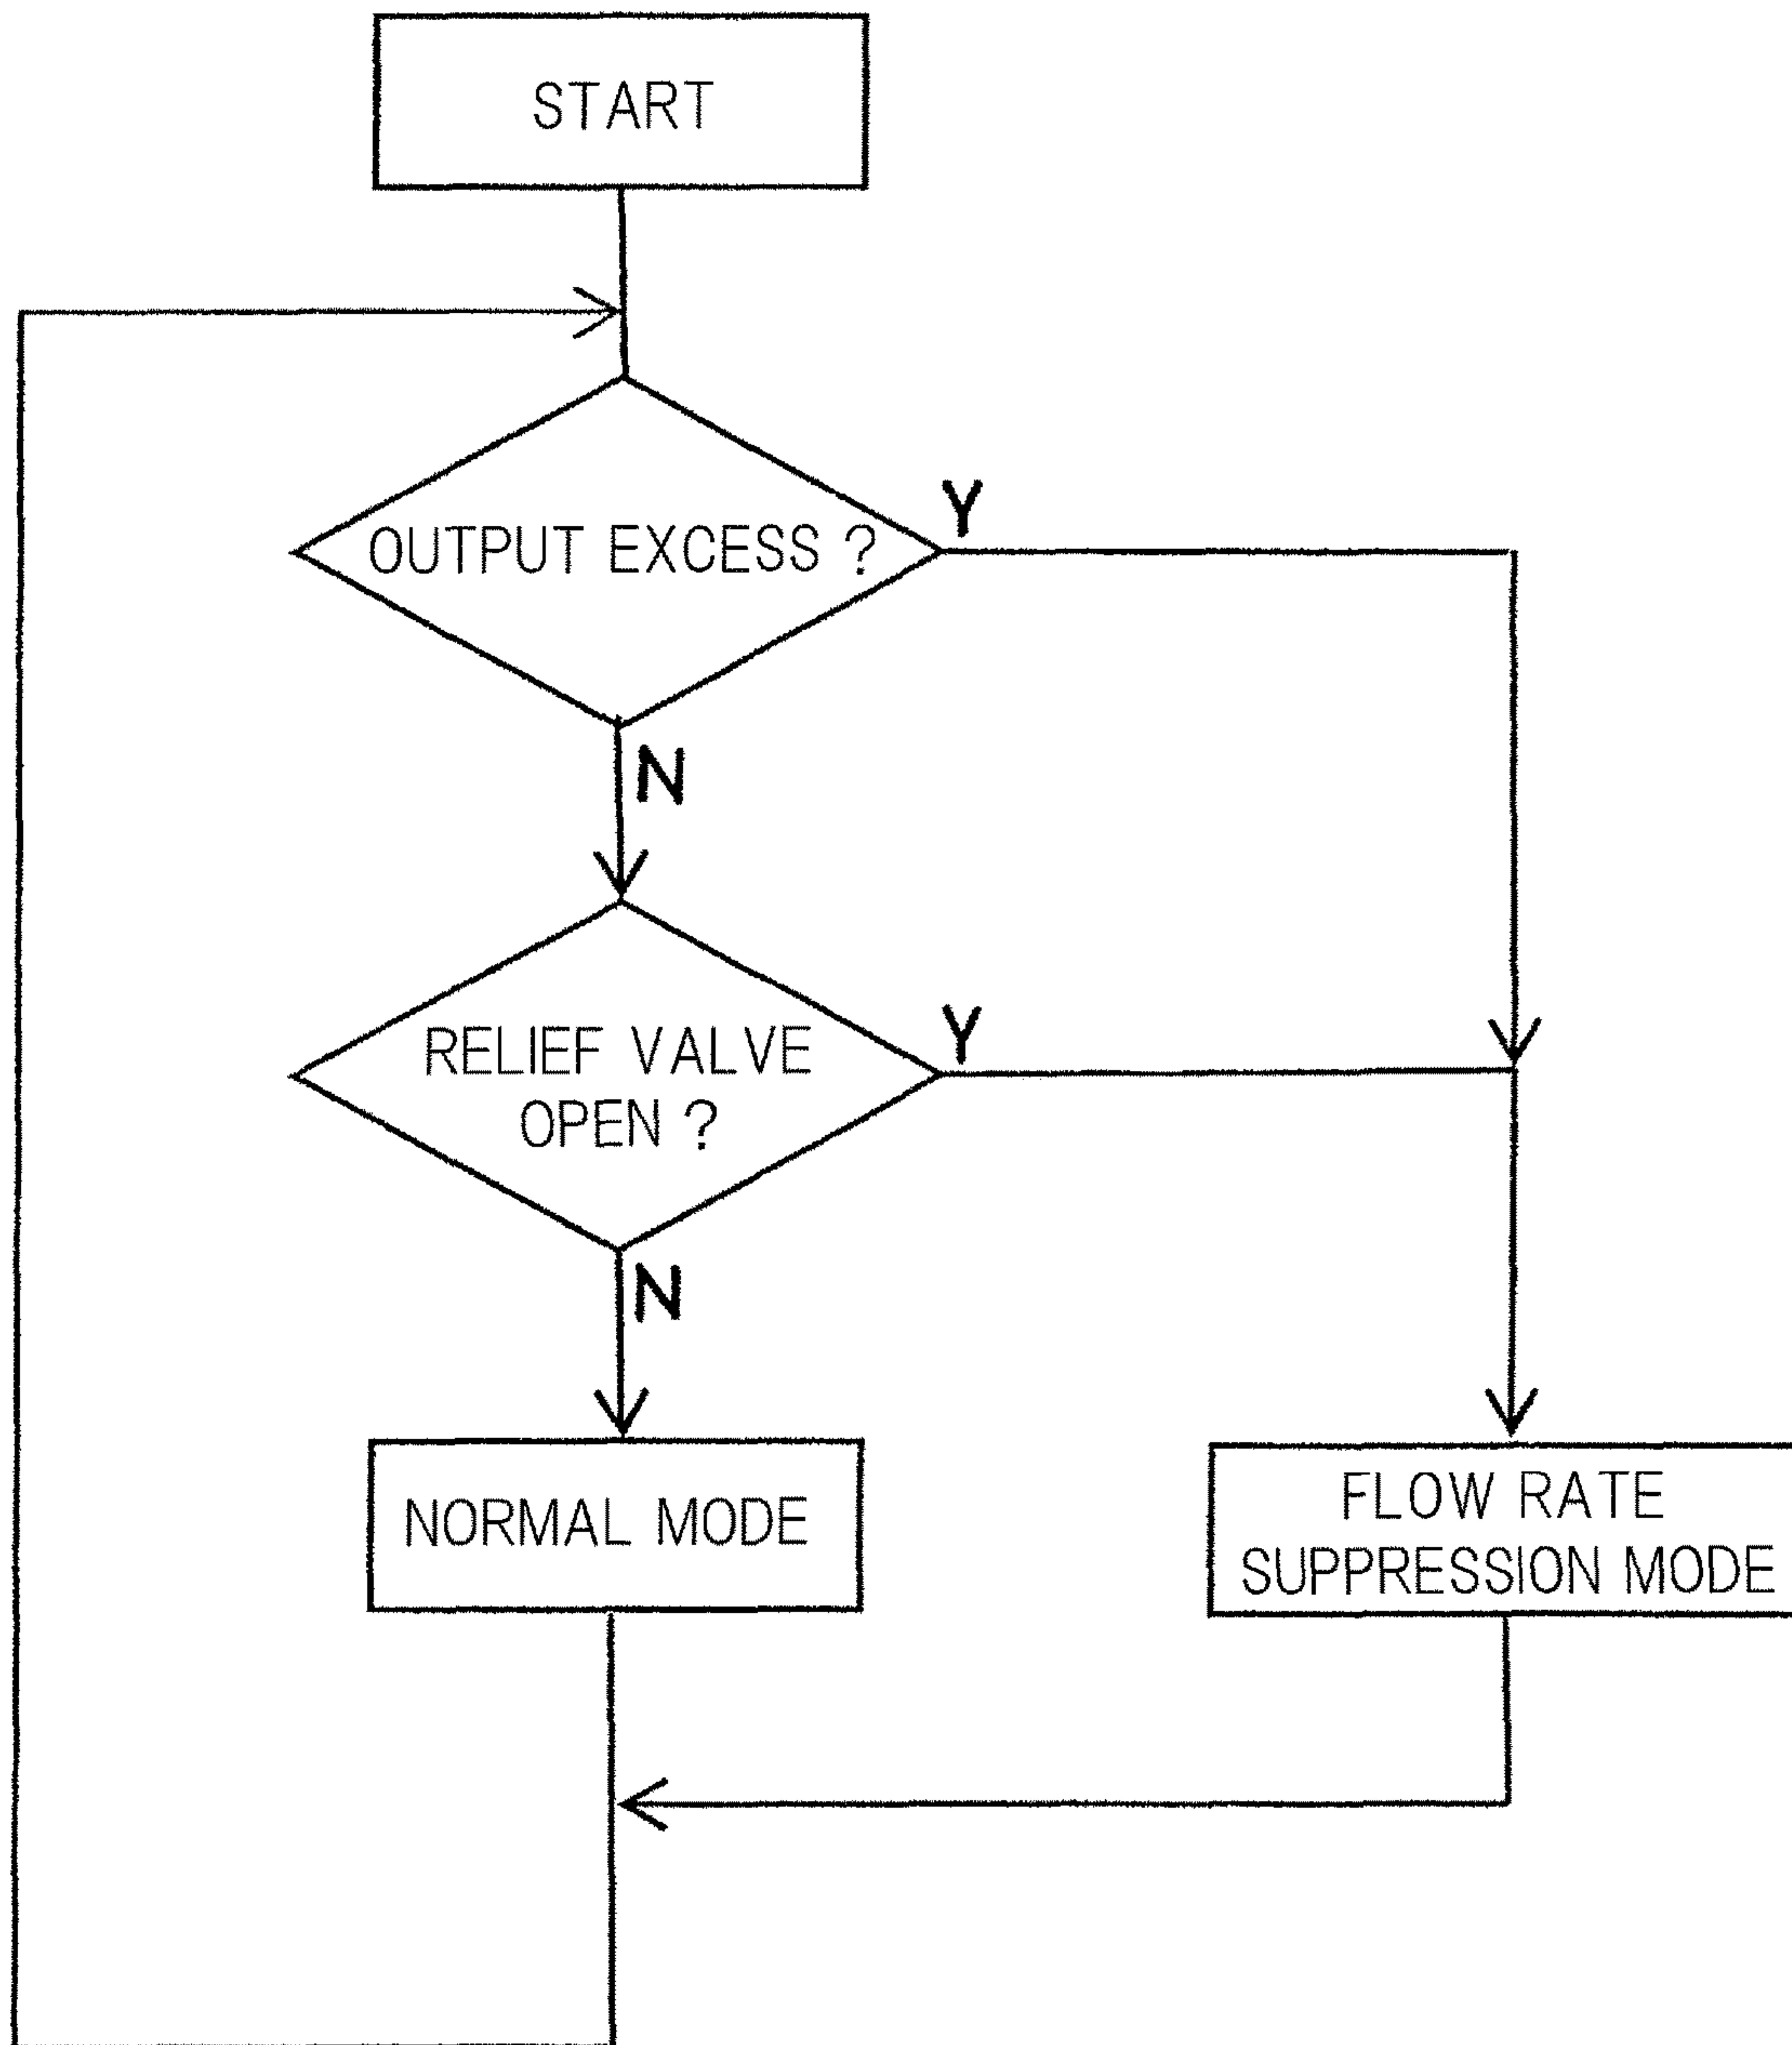 START
OUTPUT EXCESS ?
Y
N
RELIEF VALVE
OPEN ?
Y
N
NORMAL MODE
FLOW RATE
SUPPRESSION MODE